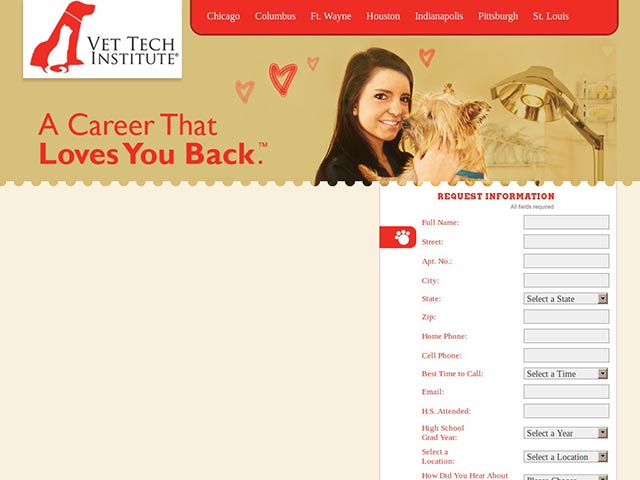 VET TECH
INSTITUTE®
Chicago Columbus Ft. Wayne Houston Indianapolis Pittsburgh St. Louis
A Career That
Loves You Back.™
REQUEST INFORMATION
All fields required
Full Name:
Street:
Apt. No.:
City:
State: Select a State
Zip:
Home Phone:
Cell Phone:
Best Time to Call: Select a Time
Email:
H.S. Attended:
High School
Grad Year: Select a Year
Select a
Location: Select a Location
How Did You Hear About